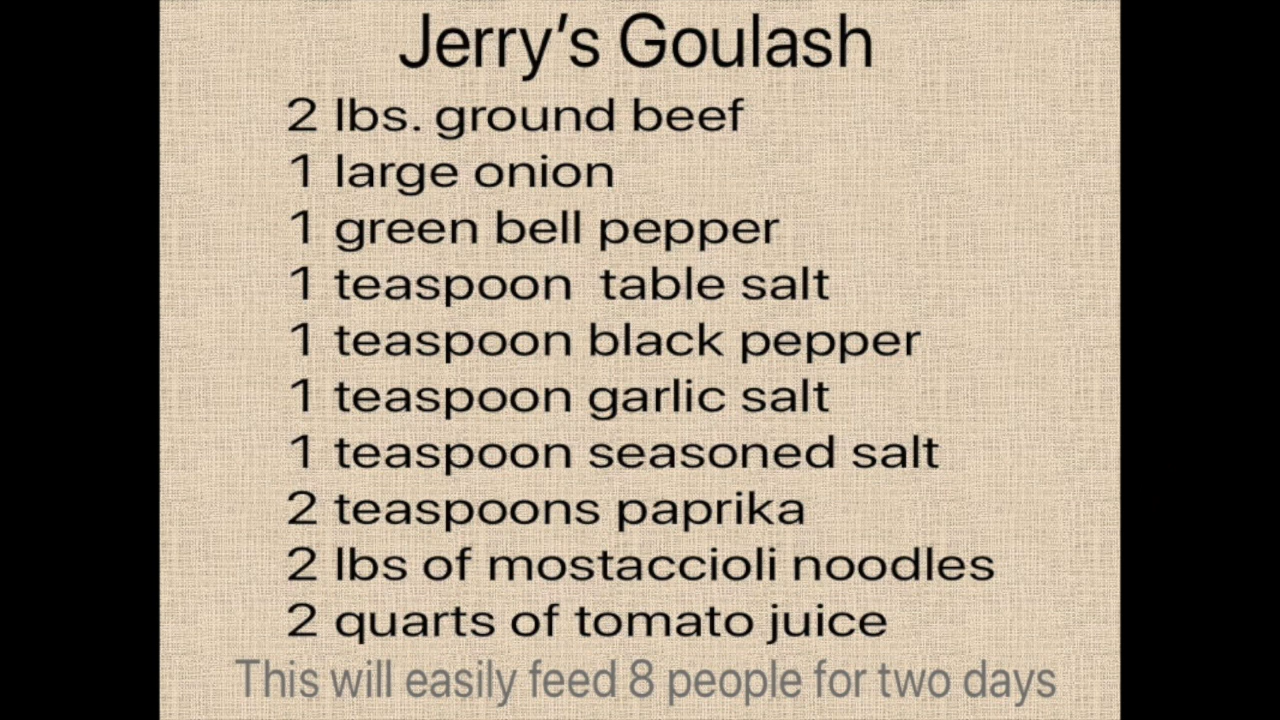 Jerry’s Goulash
2 lbs. ground beef
1 large onion
1 green bell pepper
1 teaspoon  table salt
1 teaspoon black pepper
1 teaspoon garlic salt
1 teaspoon seasoned salt
2 teaspoons paprika
2 lbs of mostaccioli noodles
2 quarts of tomato juice
This will easily feed 8 people for two days